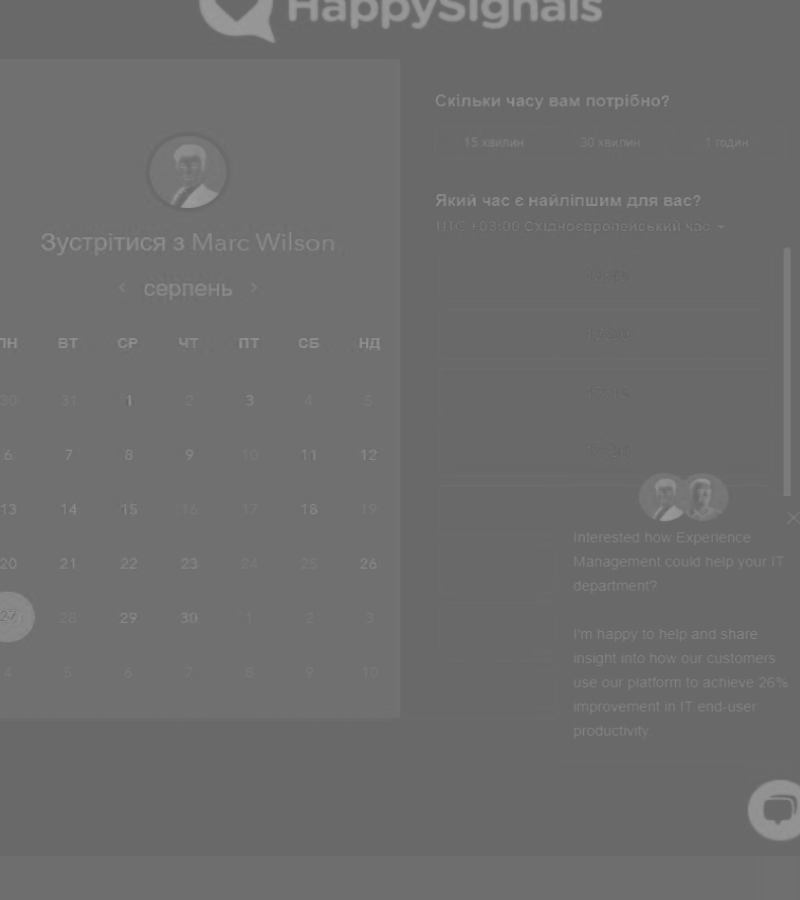 HappySignals
Зустрітися з Marc Wilson
серпень
ПН ВТ СР ЧТ ПТ СБ НД
30 31 1 2 3 4 5
6 7 8 9 10 11 12
13 14 15 16 17 18 19
20 21 22 23 24 25 26
27 28 29 30 1 2 3
4 5 6 7 8 9 10
Скільки часу вам потрібно?
15 хвилин 30 хвилин 1 годин
Який час є найліпшим для вас?
UTC +03:00 Східноєвропейський час
Interested how Experience
Management could help your IT
department?
I'm happy to help and share
insight into how our customers
use our platform to achieve 26%
improvement in IT end-user
productivity.